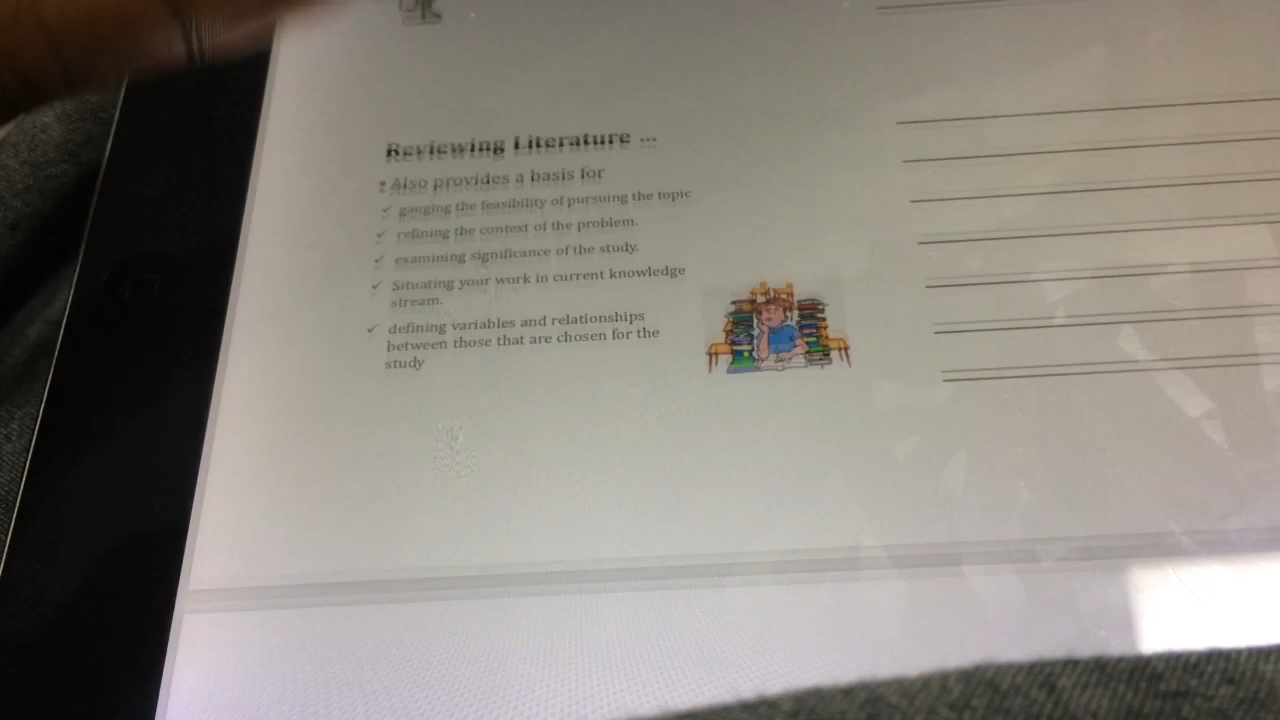 Reviewing Literature ...
• Also provides a basis for
✓ gauging the feasibility of pursuing the topic
✓ refining the context of the problem.
✓ examining significance of the study.
✓ Situating your work in current knowledge
stream.
✓ defining variables and relationships
between those that are chosen for the
study